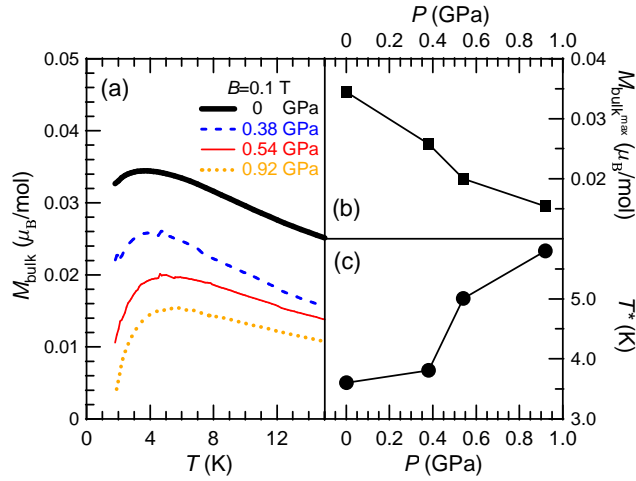 P (GPa)
0 0.2 0.4 0.6 0.8 1.0
0.05
0.04
0.03
0.02
0.01
0
(a)
B=0.1 T
0 GPa
0.38 GPa
0.54 GPa
0.92 GPa
M_bulk (μ_B/mol)
0 4 8 12
T (K)
(b)
0.04
0.03
0.02
M_bulk^max (μ_B/mol)
(c)
5.0
4.0
3.0
T* (K)
0 0.2 0.4 0.6 0.8 1.0
P (GPa)